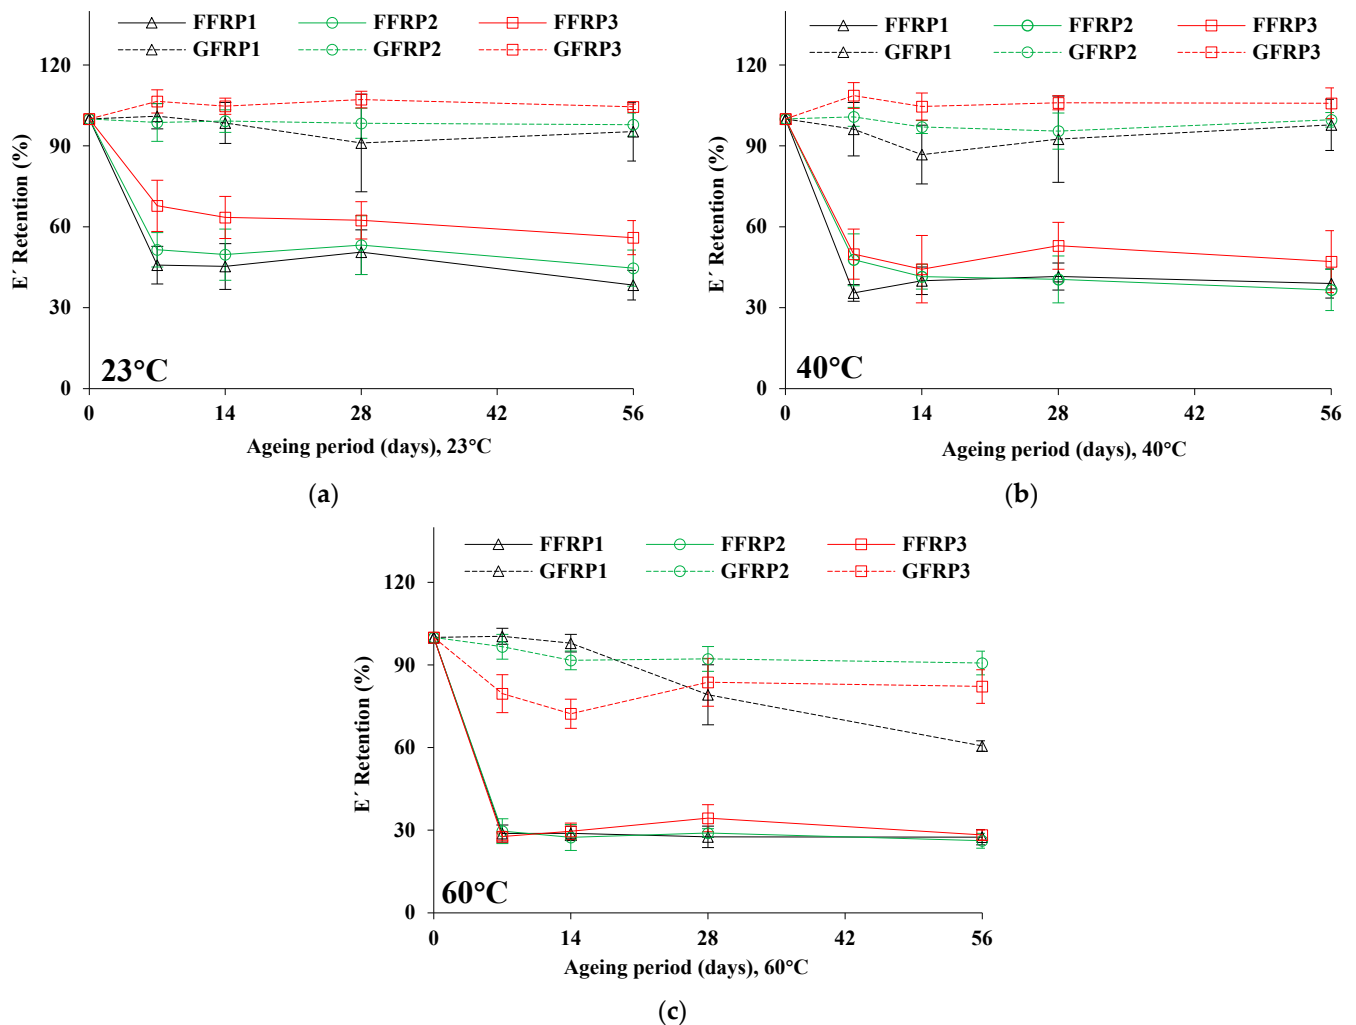 FFRP1 FFRP2 FFRP3
GFRP1 GFRP2 GFRP3
120
90
60
30
0
E´ Retention (%)
23°C
0 14 28 42 56
Ageing period (days), 23°C
(a)
FFRP1 FFRP2 FFRP3
GFRP1 GFRP2 GFRP3
120
90
60
30
0
E´ Retention (%)
40°C
0 14 28 42 56
Ageing period (days), 40°C
(b)
FFRP1 FFRP2 FFRP3
GFRP1 GFRP2 GFRP3
120
90
60
30
0
E´ Retention (%)
60°C
0 14 28 42 56
Ageing period (days), 60°C
(c)